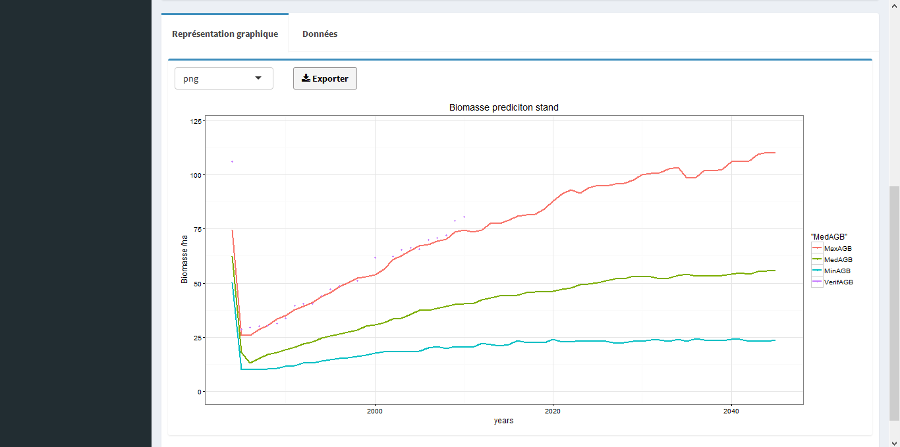 Représentation graphique
Données
png
Exporter
Biomasse prediciton stand
125
100
75
50
25
0
Biomasse /ha
2000
2020
2040
years
"MedAGB"
MaxAGB
MedAGB
MinAGB
VerifAGB